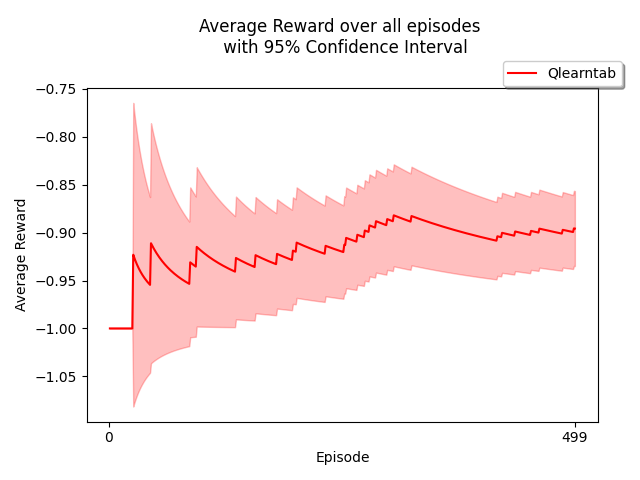 Average Reward over all episodes
with 95% Confidence Interval
Qlearntab
−0.75
−0.80
−0.85
−0.90
−0.95
−1.00
−1.05
Average Reward
0
499
Episode